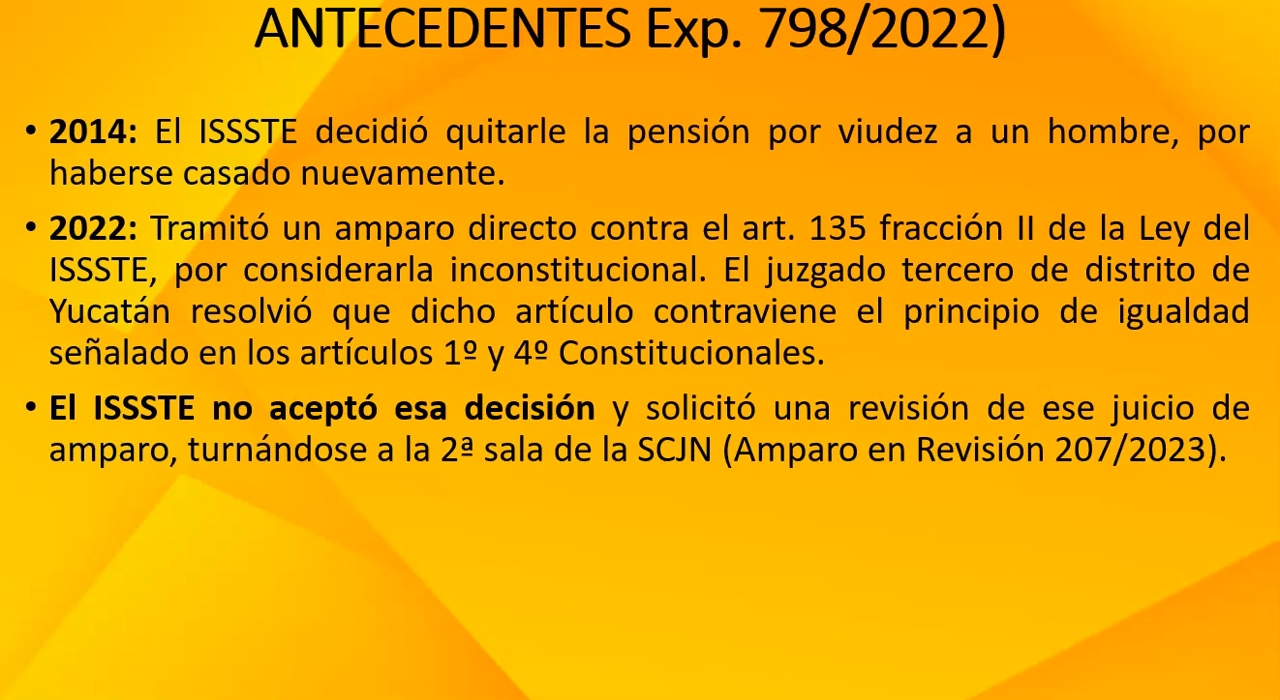 ANTECEDENTES Exp. 798/2022)
• 2014: El ISSSTE decidió quitarle la pensión por viudez a un hombre, por
haberse casado nuevamente.
• 2022: Tramitó un amparo directo contra el art. 135 fracción II de la Ley del
ISSSTE, por considerarla inconstitucional. El juzgado tercero de distrito de
Yucatán resolvió que dicho artículo contraviene el principio de igualdad
señalado en los artículos 1º y 4º Constitucionales.
• El ISSSTE no aceptó esa decisión y solicitó una revisión de ese juicio de
amparo, turnándose a la 2ª sala de la SCJN (Amparo en Revisión 207/2023).